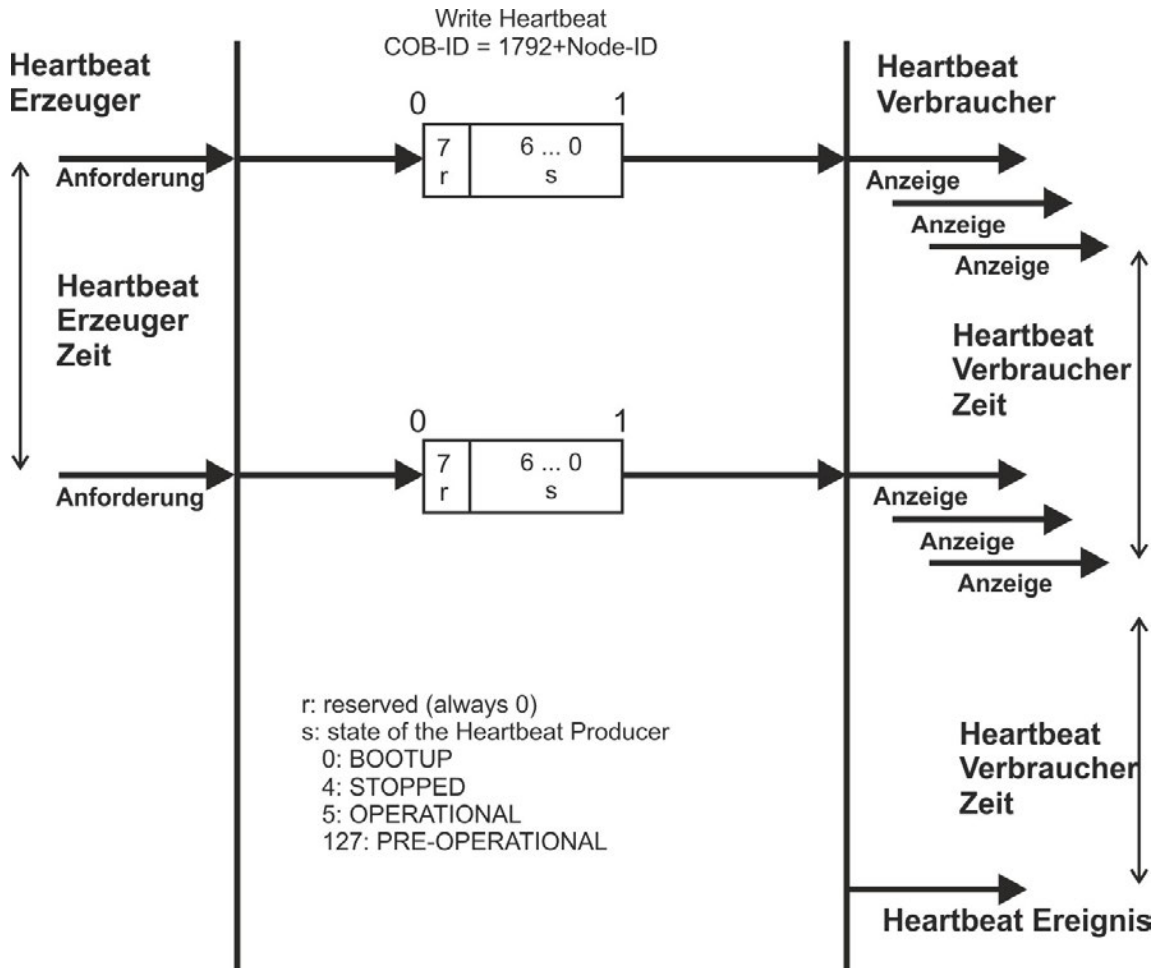 Write Heartbeat
COB-ID = 1792+Node-ID
Heartbeat
Erzeuger
Heartbeat
Verbraucher
0 1
7 6 ... 0
r s
Anforderung
Anzeige
Anzeige
Anzeige
Heartbeat
Erzeuger
Zeit
Heartbeat
Verbraucher
Zeit
0 1
7 6 ... 0
r s
Anforderung
Anzeige
Anzeige
Anzeige
r: reserved (always 0)
s: state of the Heartbeat Producer
0: BOOTUP
4: STOPPED
5: OPERATIONAL
127: PRE-OPERATIONAL
Heartbeat
Verbraucher
Zeit
Heartbeat Ereignis